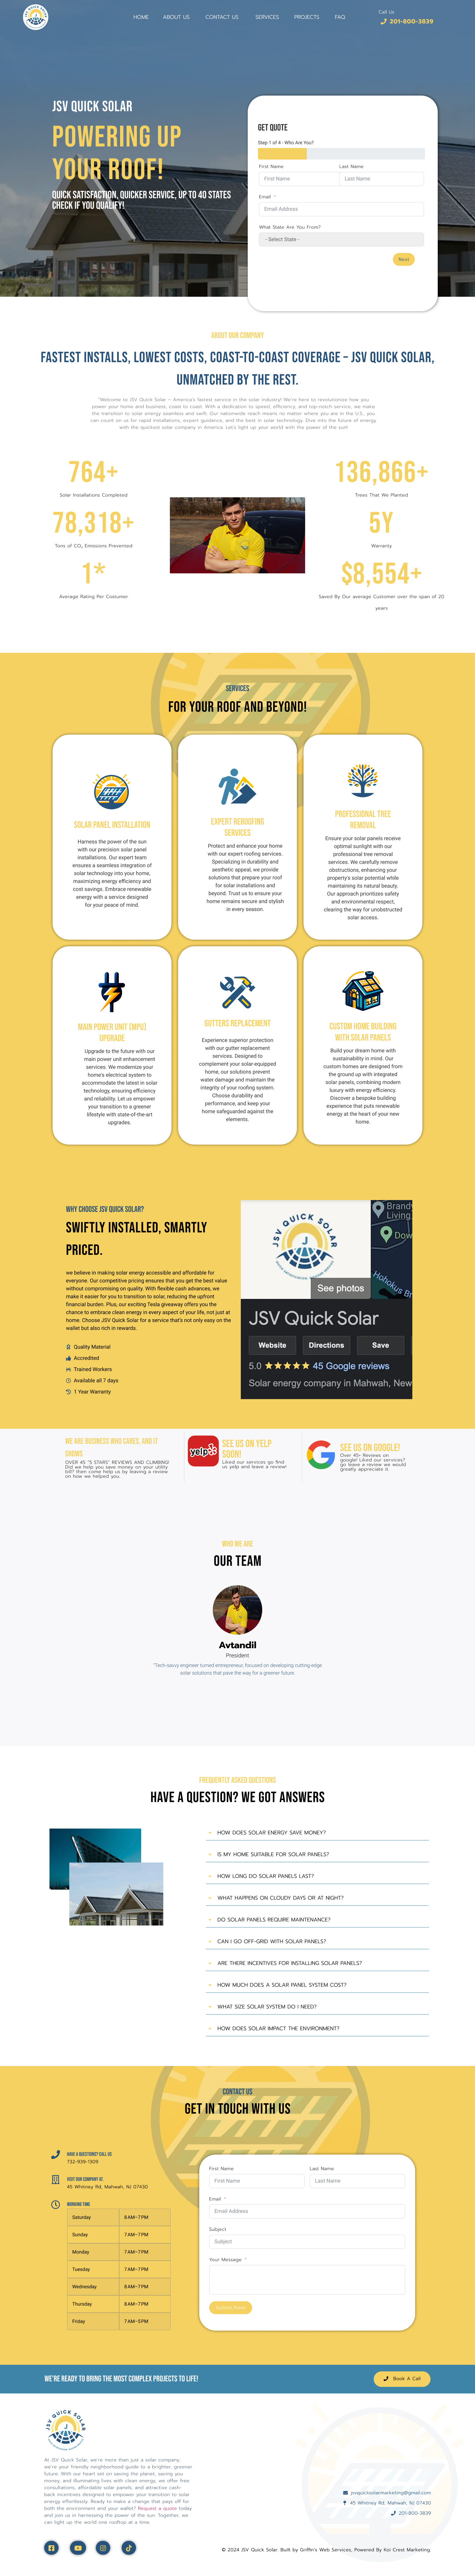 HOME ABOUT US CONTACT US SERVICES PROJECTS FAQ
Call Us
201-800-3839
JSV QUICK SOLAR
POWERING UP
YOUR ROOF!
QUICK SATISFACTION, QUICKER SERVICE, UP TO 40 STATES
CHECK IF YOU QUALIFY!
GET QUOTE
Step 1 of 4 - Who Are You?
First Name Last Name
First Name Last Name
Email *
Email Address
What State Are You From?
- Select State -
Next
ABOUT OUR COMPANY
FASTEST INSTALLS, LOWEST COSTS, COAST-TO-COAST COVERAGE – JSV QUICK SOLAR,
UNMATCHED BY THE REST.
"Welcome to JSV Quick Solar – America's fastest service in the solar industry! We're here to revolutionize how you
power your home and business, coast to coast. With a dedication to speed, efficiency, and top-notch service, we make
the transition to solar energy seamless and swift. Our nationwide reach means no matter where you are in the U.S., you
can count on us for rapid installations, expert guidance, and the best in solar technology. Dive into the future of energy
with the quickest solar company in America. Let's light up your world with the power of the sun!
764+
Solar Installations Completed
78,318+
Tons of CO₂ Emissions Prevented
1*
Average Rating Per Costumer
136,866+
Trees That We Planted
5Y
Warranty
$8,554+
Saved By Our average Customer over the span of 20
years
SERVICES
FOR YOUR ROOF AND BEYOND!
SOLAR PANEL INSTALLATION
Harness the power of the sun
with our precision solar panel
installations. Our expert team
ensures a seamless integration of
solar technology into your home,
maximizing energy efficiency and
cost savings. Embrace renewable
energy with a service designed
for your peace of mind.
EXPERT REROOFING
SERVICES
Protect and enhance your home
with our expert roofing services.
Specializing in durability and
aesthetic appeal, we provide
solutions that prepare your roof
for solar installations and
beyond. Trust us to ensure your
home remains secure and stylish
in every season.
PROFESSIONAL TREE
REMOVAL
Ensure your solar panels receive
optimal sunlight with our
professional tree removal
services. We carefully remove
obstructions, enhancing your
property's solar potential while
maintaining its natural beauty.
Our approach prioritizes safety
and environmental respect,
clearing the way for unobstructed
solar access.
MAIN POWER UNIT (MPU)
UPGRADE
Upgrade to the future with our
main power unit enhancement
services. We modernize your
home's electrical system to
accommodate the latest in solar
technology, ensuring efficiency
and reliability. Let us empower
your transition to a greener
lifestyle with state-of-the-art
upgrades.
GUTTERS REPLACEMENT
Experience superior protection
with our gutter replacement
services. Designed to
complement your solar-equipped
home, our solutions prevent
water damage and maintain the
integrity of your roofing system.
Choose durability and
performance, and keep your
home safeguarded against the
elements.
CUSTOM HOME BUILDING
WITH SOLAR PANELS
Build your dream home with
sustainability in mind. Our
custom homes are designed from
the ground up with integrated
solar panels, combining modern
luxury with energy efficiency.
Discover a bespoke building
experience that puts renewable
energy at the heart of your new
home.
WHY CHOOSE JSV QUICK SOLAR?
SWIFTLY INSTALLED, SMARTLY
PRICED.
we believe in making solar energy accessible and affordable for
everyone. Our competitive pricing ensures that you get the best value
without compromising on quality. With flexible cash advances, we
make it easier for you to transition to solar, reducing the upfront
financial burden. Plus, our exciting Tesla giveaway offers you the
chance to embrace clean energy in every aspect of your life, not just at
home. Choose JSV Quick Solar for a service that's not only easy on the
wallet but also rich in rewards.
Quality Material
Accredited
Trained Workers
Available all 7 days
1 Year Warranty
JSV QUICK SOLAR
Brandy
Living
Dow
Hohokus B
See photos
JSV Quick Solar
Website Directions Save
5.0 ★★★★★ 45 Google reviews
Solar energy company in Mahwah, New
WE ARE BUSINESS WHO CARES, AND IT
SHOWS
OVER 45 "5 STARS" REVIEWS AND CLIMBING!
Did we help you save money on your utility
bill? then come help us by leaving a review
on how we helped you.
yelp
SEE US ON YELP
SOON!
Liked our services go find
us yelp and leave a review!
SEE US ON GOOGLE!
Over 45+ Reviews on
google! Liked our services?
go leave a review we would
greatly appreciate it.
WHO WE ARE
OUR TEAM
Avtandil
President
"Tech-savvy engineer turned entrepreneur, focused on developing cutting-edge
solar solutions that pave the way for a greener future.
FREQUENTLY ASKED QUESTIONS
HAVE A QUESTION? WE GOT ANSWERS
HOW DOES SOLAR ENERGY SAVE MONEY?
IS MY HOME SUITABLE FOR SOLAR PANELS?
HOW LONG DO SOLAR PANELS LAST?
WHAT HAPPENS ON CLOUDY DAYS OR AT NIGHT?
DO SOLAR PANELS REQUIRE MAINTENANCE?
CAN I GO OFF-GRID WITH SOLAR PANELS?
ARE THERE INCENTIVES FOR INSTALLING SOLAR PANELS?
HOW MUCH DOES A SOLAR PANEL SYSTEM COST?
WHAT SIZE SOLAR SYSTEM DO I NEED?
HOW DOES SOLAR IMPACT THE ENVIRONMENT?
CONTACT US
GET IN TOUCH WITH US
HAVE A QUESTIONS? CALL US
732-939-1309
VISIT OUR COMPANY AT
45 Whitney Rd, Mahwah, NJ 07430
WORKING TIME
Saturday 8AM–7PM
Sunday 7AM–7PM
Monday 7AM–7PM
Tuesday 7AM–7PM
Wednesday 8AM–7PM
Thursday 8AM–7PM
Friday 7AM–5PM
First Name Last Name
First Name Last Name
Email *
Email Address
Subject
Subject
Your Message *
Submit Form
WE'RE READY TO BRING THE MOST COMPLEX PROJECTS TO LIFE!
Book A Call
JSV QUICK SOLAR
At JSV Quick Solar, we're more than just a solar company;
we're your friendly neighborhood guide to a brighter, greener
future. With our heart set on saving the planet, saving you
money, and illuminating lives with clean energy, we offer free
consultations, affordable solar panels, and attractive cash-
back incentives designed to empower your transition to solar
energy effortlessly. Ready to make a change that pays off for
both the environment and your wallet? Request a quote today
and join us in harnessing the power of the sun. Together, we
can light up the world one rooftop at a time.
jsvquicksolarmarketing@gmail.com
45 Whitney Rd, Mahwah, NJ 07430
201-800-3839
© 2024 JSV Quick Solar. Built by Griffin's Web Services, Powered By Koi Crest Marketing.